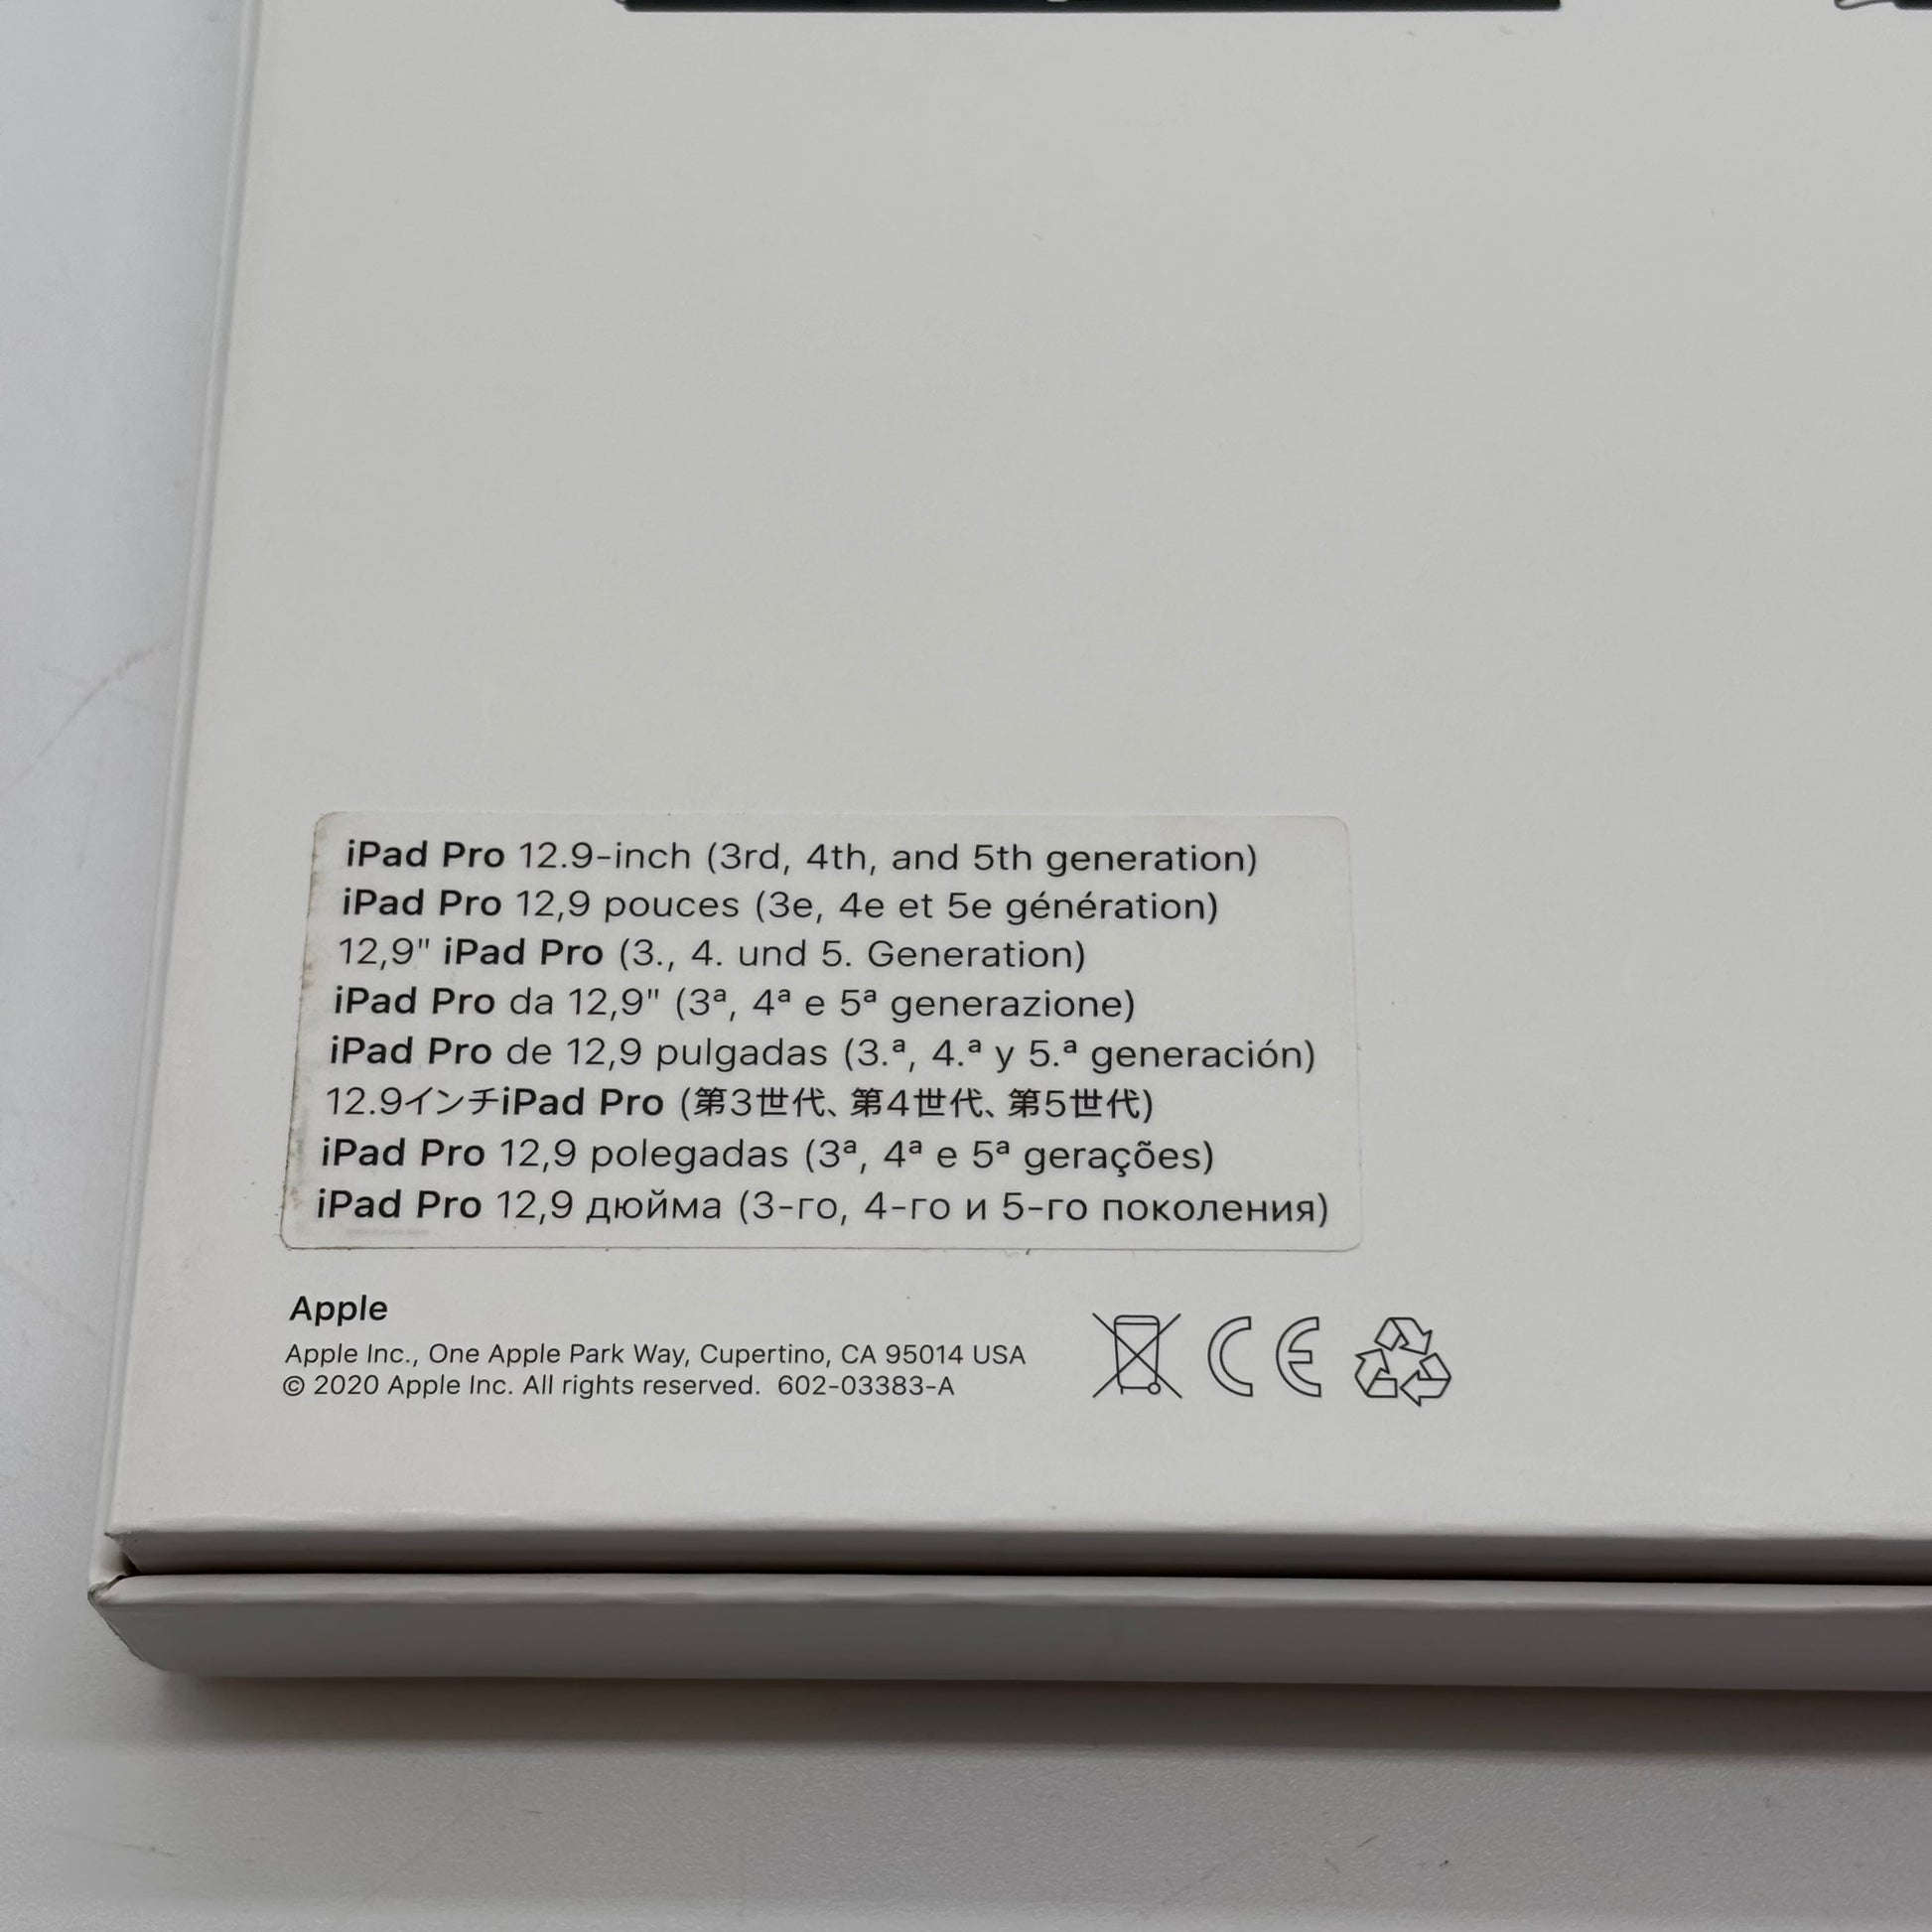 iPad Pro 12.9-inch (3rd, 4th, and 5th generation)
iPad Pro 12,9 pouces (3e, 4e et 5e génération)
12,9" iPad Pro (3., 4. und 5. Generation)
iPad Pro da 12,9" (3ª, 4ª e 5ª generazione)
iPad Pro de 12,9 pulgadas (3.ª, 4.ª y 5.ª generación)
12.9インチiPad Pro (第3世代、第4世代、第5世代)
iPad Pro 12,9 polegadas (3ª, 4ª e 5ª gerações)
iPad Pro 12,9 дюйма (3-го, 4-го и 5-го поколения)
Apple
Apple Inc., One Apple Park Way, Cupertino, CA 95014 USA
© 2020 Apple Inc. All rights reserved. 602-03383-A
CE